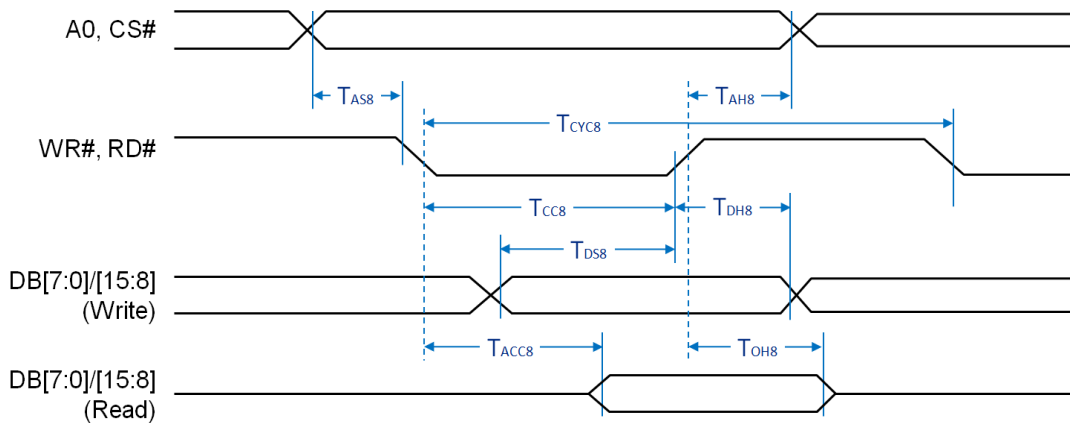 A0, CS#
TAS8
TAH8
TCYC8
WR#, RD#
TCC8
TDH8
TDS8
DB[7:0]/[15:8]
(Write)
TACC8
TOH8
DB[7:0]/[15:8]
(Read)